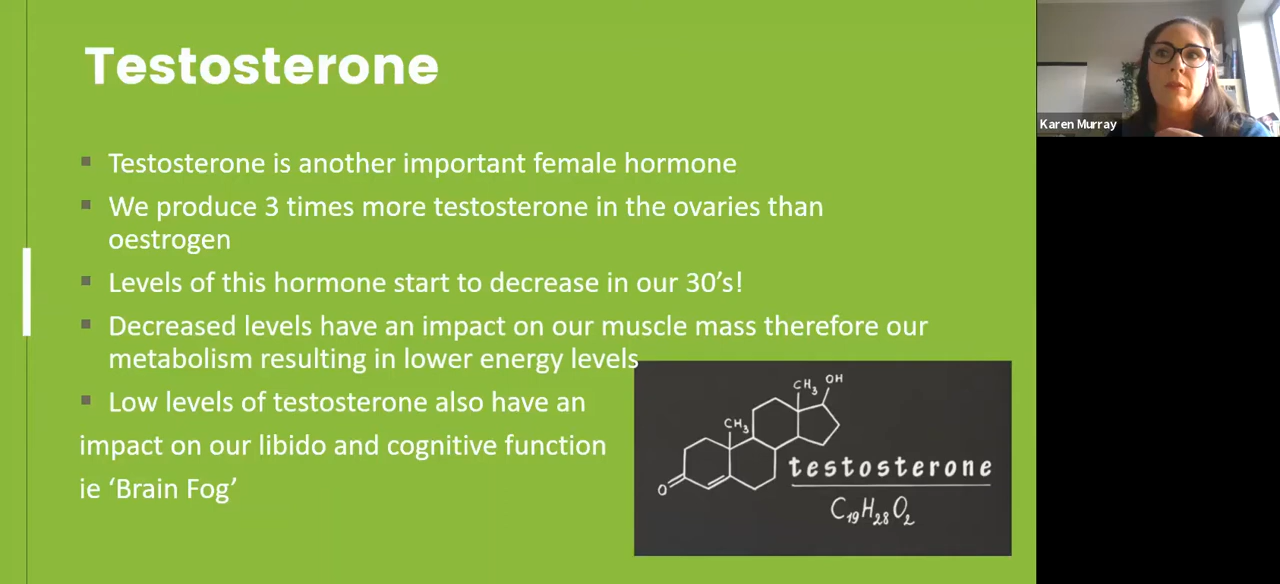 Testosterone
Testosterone is another important female hormone
We produce 3 times more testosterone in the ovaries than
oestrogen
Levels of this hormone start to decrease in our 30’s!
Decreased levels have an impact on our muscle mass therefore our
metabolism resulting in lower energy levels
Low levels of testosterone also have an
impact on our libido and cognitive function
ie ‘Brain Fog’
CH₃ OH
CH₃
O
testosterone
C₁₉H₂₈O₂
Karen Murray